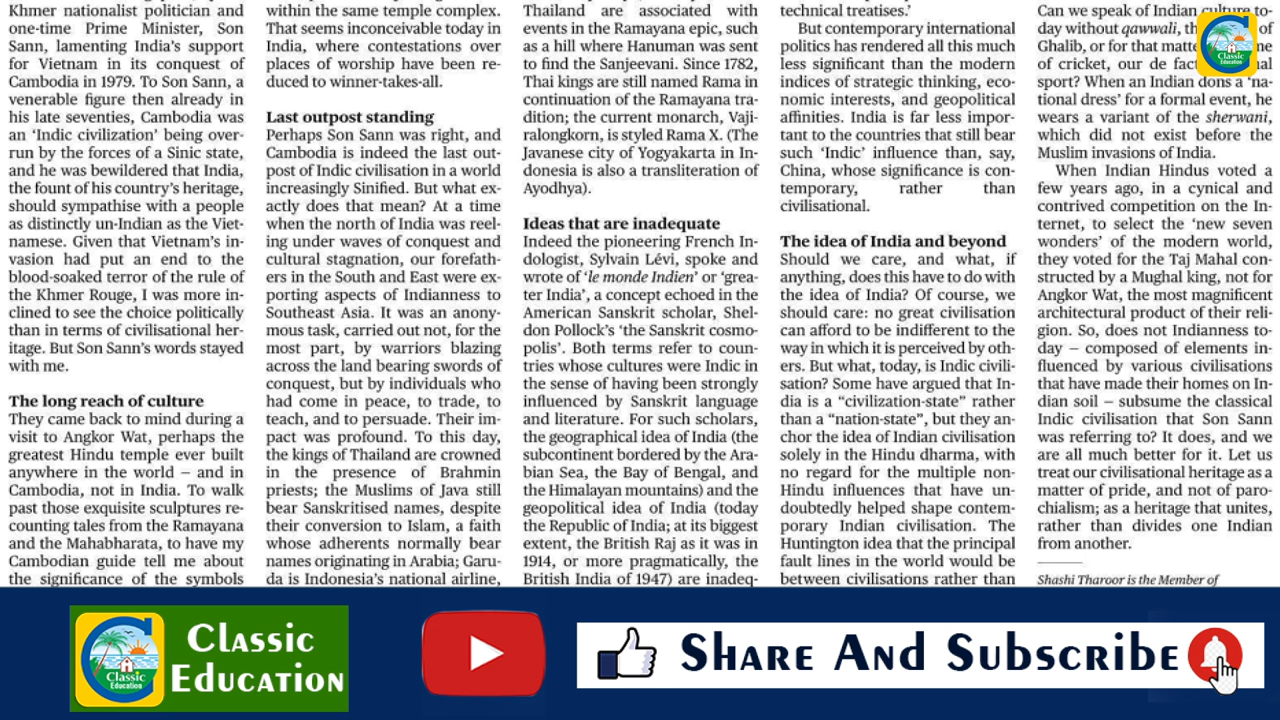 Khmer nationalist politician and
one-time Prime Minister, Son
Sann, lamenting India's support
for Vietnam in its conquest of
Cambodia in 1979. To Son Sann, a
venerable figure then already in
his late seventies, Cambodia was
an 'Indic civilization' being over-
run by the forces of a Sinic state,
and he was bewildered that India,
the fount of his country's heritage,
should sympathise with a people
as distinctly un-Indian as the Viet-
namese. Given that Vietnam's in-
vasion had put an end to the
blood-soaked terror of the rule of
the Khmer Rouge, I was more in-
clined to see the choice politically
than in terms of civilisational her-
itage. But Son Sann's words stayed
with me.
The long reach of culture
They came back to mind during a
visit to Angkor Wat, perhaps the
greatest Hindu temple ever built
anywhere in the world — and in
Cambodia, not in India. To walk
past those exquisite sculptures re-
counting tales from the Ramayana
and the Mahabharata, to have my
Cambodian guide tell me about
the significance of the symbols
within the same temple complex.
That seems inconceivable today in
India, where contestations over
places of worship have been re-
duced to winner-takes-all.
Last outpost standing
Perhaps Son Sann was right, and
Cambodia is indeed the last out-
post of Indic civilisation in a world
increasingly Sinified. But what ex-
actly does that mean? At a time
when the north of India was reel-
ing under waves of conquest and
cultural stagnation, our forefath-
ers in the South and East were ex-
porting aspects of Indianness to
Southeast Asia. It was an anony-
mous task, carried out not, for the
most part, by warriors blazing
across the land bearing swords of
conquest, but by individuals who
had come in peace, to trade, to
teach, and to persuade. Their im-
pact was profound. To this day,
the kings of Thailand are crowned
in the presence of Brahmin
priests; the Muslims of Java still
bear Sanskritised names, despite
their conversion to Islam, a faith
whose adherents normally bear
names originating in Arabia; Garu-
da is Indonesia's national airline,
Thailand are associated with
events in the Ramayana epic, such
as a hill where Hanuman was sent
to find the Sanjeevani. Since 1782,
Thai kings are still named Rama in
continuation of the Ramayana tra-
dition; the current monarch, Vaji-
ralongkorn, is styled Rama X. (The
Javanese city of Yogyakarta in In-
donesia is also a transliteration of
Ayodhya).
Ideas that are inadequate
Indeed the pioneering French In-
dologist, Sylvain Lévi, spoke and
wrote of 'le monde Indien' or 'grea-
ter India', a concept echoed in the
American Sanskrit scholar, Shel-
don Pollock's 'the Sanskrit cosmo-
polis'. Both terms refer to coun-
tries whose cultures were Indic in
the sense of having been strongly
influenced by Sanskrit language
and literature. For such scholars,
the geographical idea of India (the
subcontinent bordered by the Ara-
bian Sea, the Bay of Bengal, and
the Himalayan mountains) and the
geopolitical idea of India (today
the Republic of India; at its biggest
extent, the British Raj as it was in
1914, or more pragmatically, the
British India of 1947) are inadeq-
technical treatises.'
But contemporary international
politics has rendered all this much
less significant than the modern
indices of strategic thinking, eco-
nomic interests, and geopolitical
affinities. India is far less impor-
tant to the countries that still bear
such 'Indic' influence than, say,
China, whose significance is con-
temporary, rather than
civilisational.
The idea of India and beyond
Should we care, and what, if
anything, does this have to do with
the idea of India? Of course, we
should care: no great civilisation
can afford to be indifferent to the
way in which it is perceived by oth-
ers. But what, today, is Indic civili-
sation? Some have argued that In-
dia is a "civilization-state" rather
than a "nation-state", but they an-
chor the idea of Indian civilisation
solely in the Hindu dharma, with
no regard for the multiple non-
Hindu influences that have un-
doubtedly helped shape contem-
porary Indian civilisation. The
Huntington idea that the principal
fault lines in the world would be
between civilisations rather than
Can we speak of Indian culture to-
day without qawwali, of
Ghalib, or for that
of cricket, our de
sport? When an Indian dons a 'na-
tional dress' for a formal event, he
wears a variant of the sherwani,
which did not exist before the
Muslim invasions of India.
When Indian Hindus voted a
few years ago, in a cynical and
contrived competition on the In-
ternet, to select the 'new seven
wonders' of the modern world,
they voted for the Taj Mahal con-
structed by a Mughal king, not for
Angkor Wat, the most magnificent
architectural product of their reli-
gion. So, does not Indianness to-
day — composed of elements in-
fluenced by various civilisations
that have made their homes on In-
dian soil — subsume the classical
Indic civilisation that Son Sann
was referring to? It does, and we
are all much better for it. Let us
treat our civilisational heritage as a
matter of pride, and not of paro-
chialism; as a heritage that unites,
rather than divides one Indian
from another.
Shashi Tharoor is the Member of
Classic
Education
Classic
Education
Classic
Education
Share And Subscribe